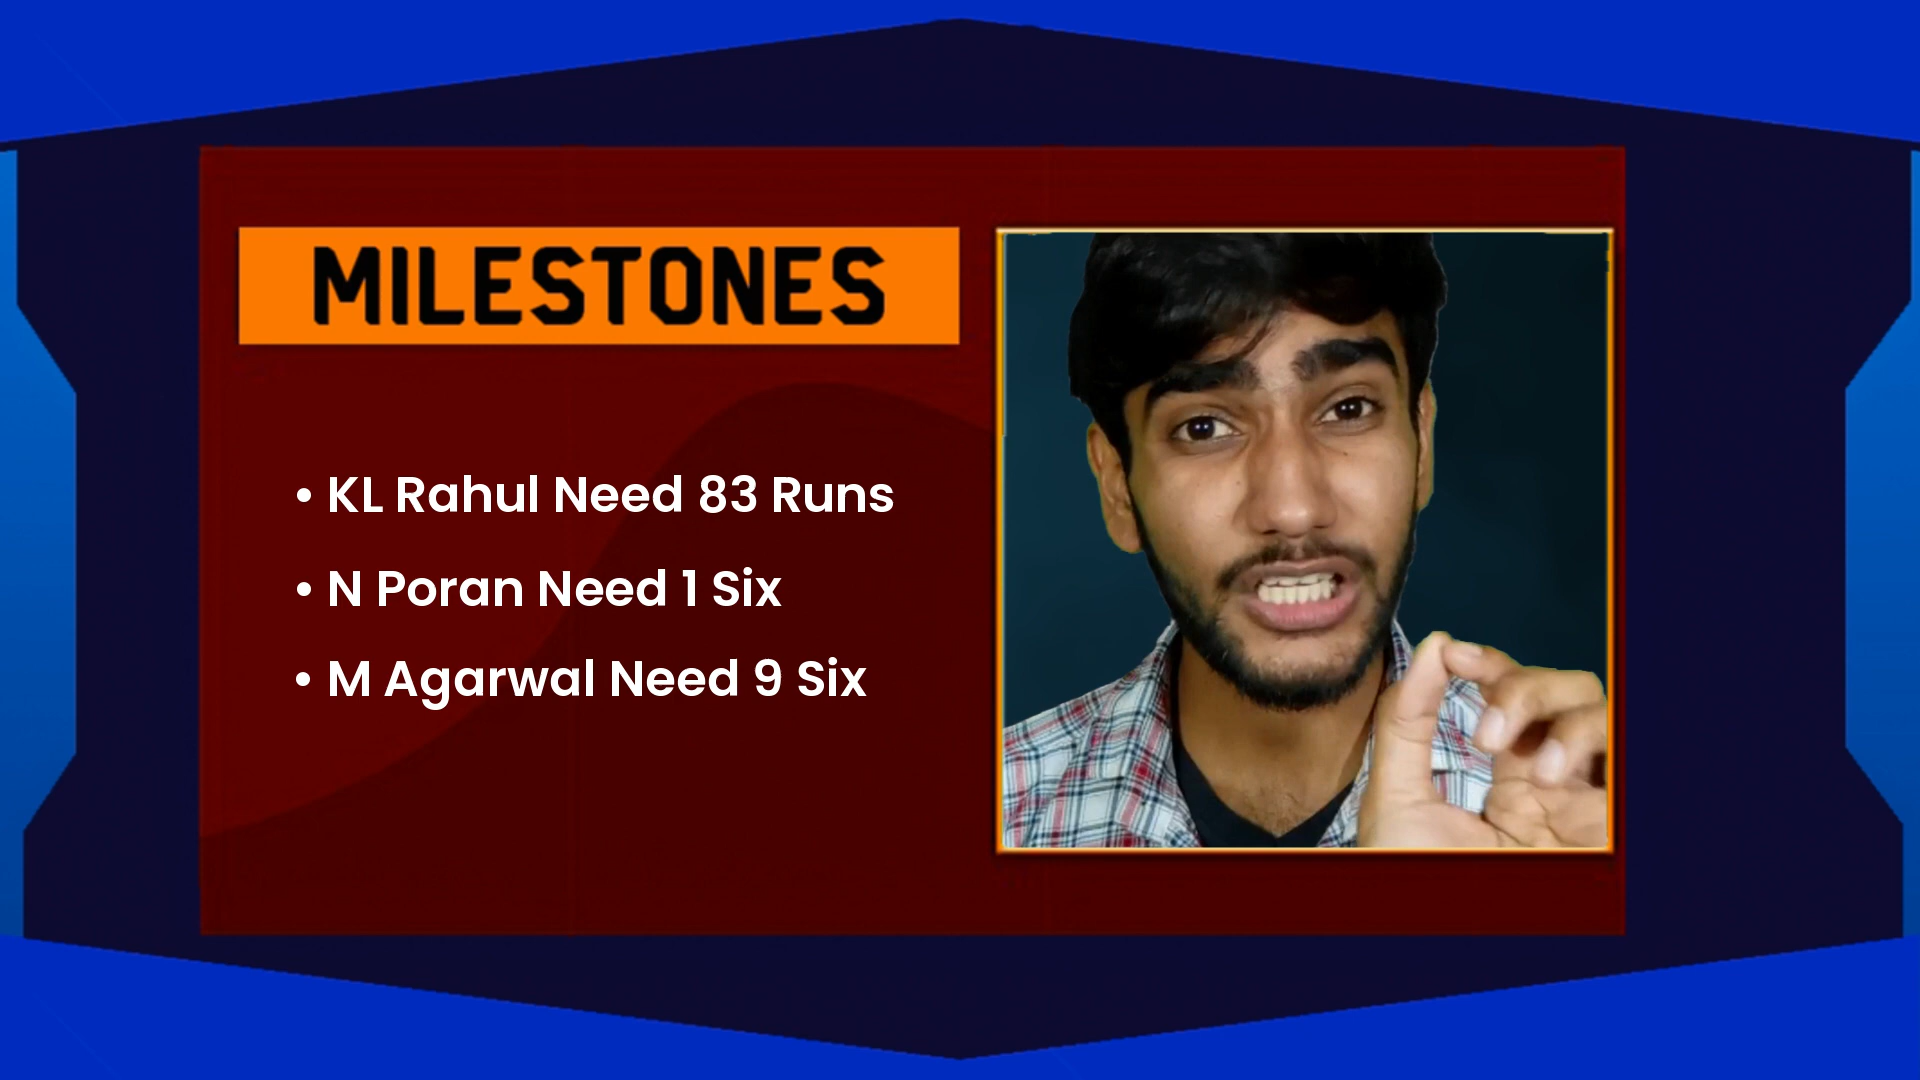 MILESTONES
• KL Rahul Need 83 Runs
• N Poran Need 1 Six
• M Agarwal Need 9 Six